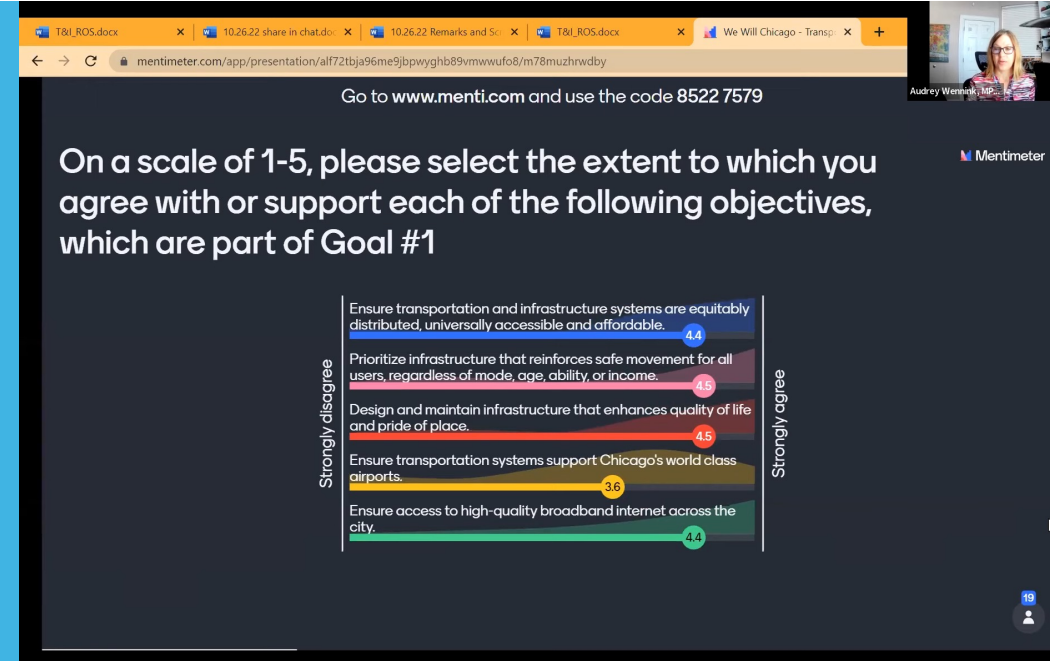 T&I_ROS.docx
10.26.22 share in chat.do
10.26.22 Remarks and Scr
T&I_ROS.docx
We Will Chicago - Transp
mentimeter.com/app/presentation/alf72tbja96me9jbpwyghb89vmwwufo8/m78muzhrwdby
Audrey Wennink, MP...
Go to www.menti.com and use the code 8522 7579
Mentimeter
On a scale of 1-5, please select the extent to which you
agree with or support each of the following objectives,
which are part of Goal #1
Strongly disagree
Ensure transportation and infrastructure systems are equitably
distributed, universally accessible and affordable.
4.4
Prioritize infrastructure that reinforces safe movement for all
users, regardless of mode, age, ability, or income.
4.5
Design and maintain infrastructure that enhances quality of life
and pride of place.
4.5
Ensure transportation systems support Chicago's world class
airports.
3.6
Ensure access to high-quality broadband internet across the
city.
4.4
Strongly agree
19